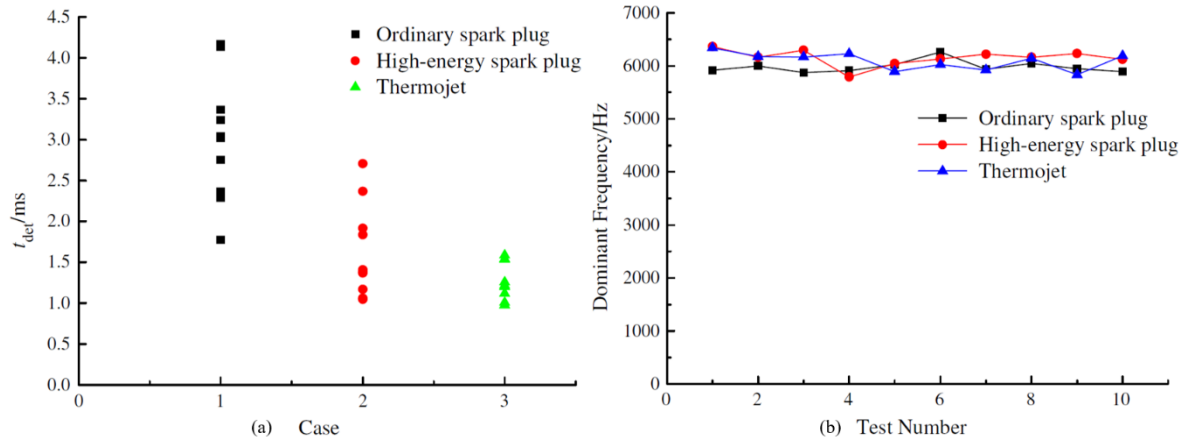 4.5
4.0
3.5
3.0
2.5
2.0
1.5
1.0
0.5
0.0
t_det/ms
Ordinary spark plug
High-energy spark plug
Thermojet
0 1 2 3
(a) Case
7000
6000
5000
4000
3000
2000
1000
0
Dominant Frequency/Hz
Ordinary spark plug
High-energy spark plug
Thermojet
0 2 4 6 8 10
(b) Test Number